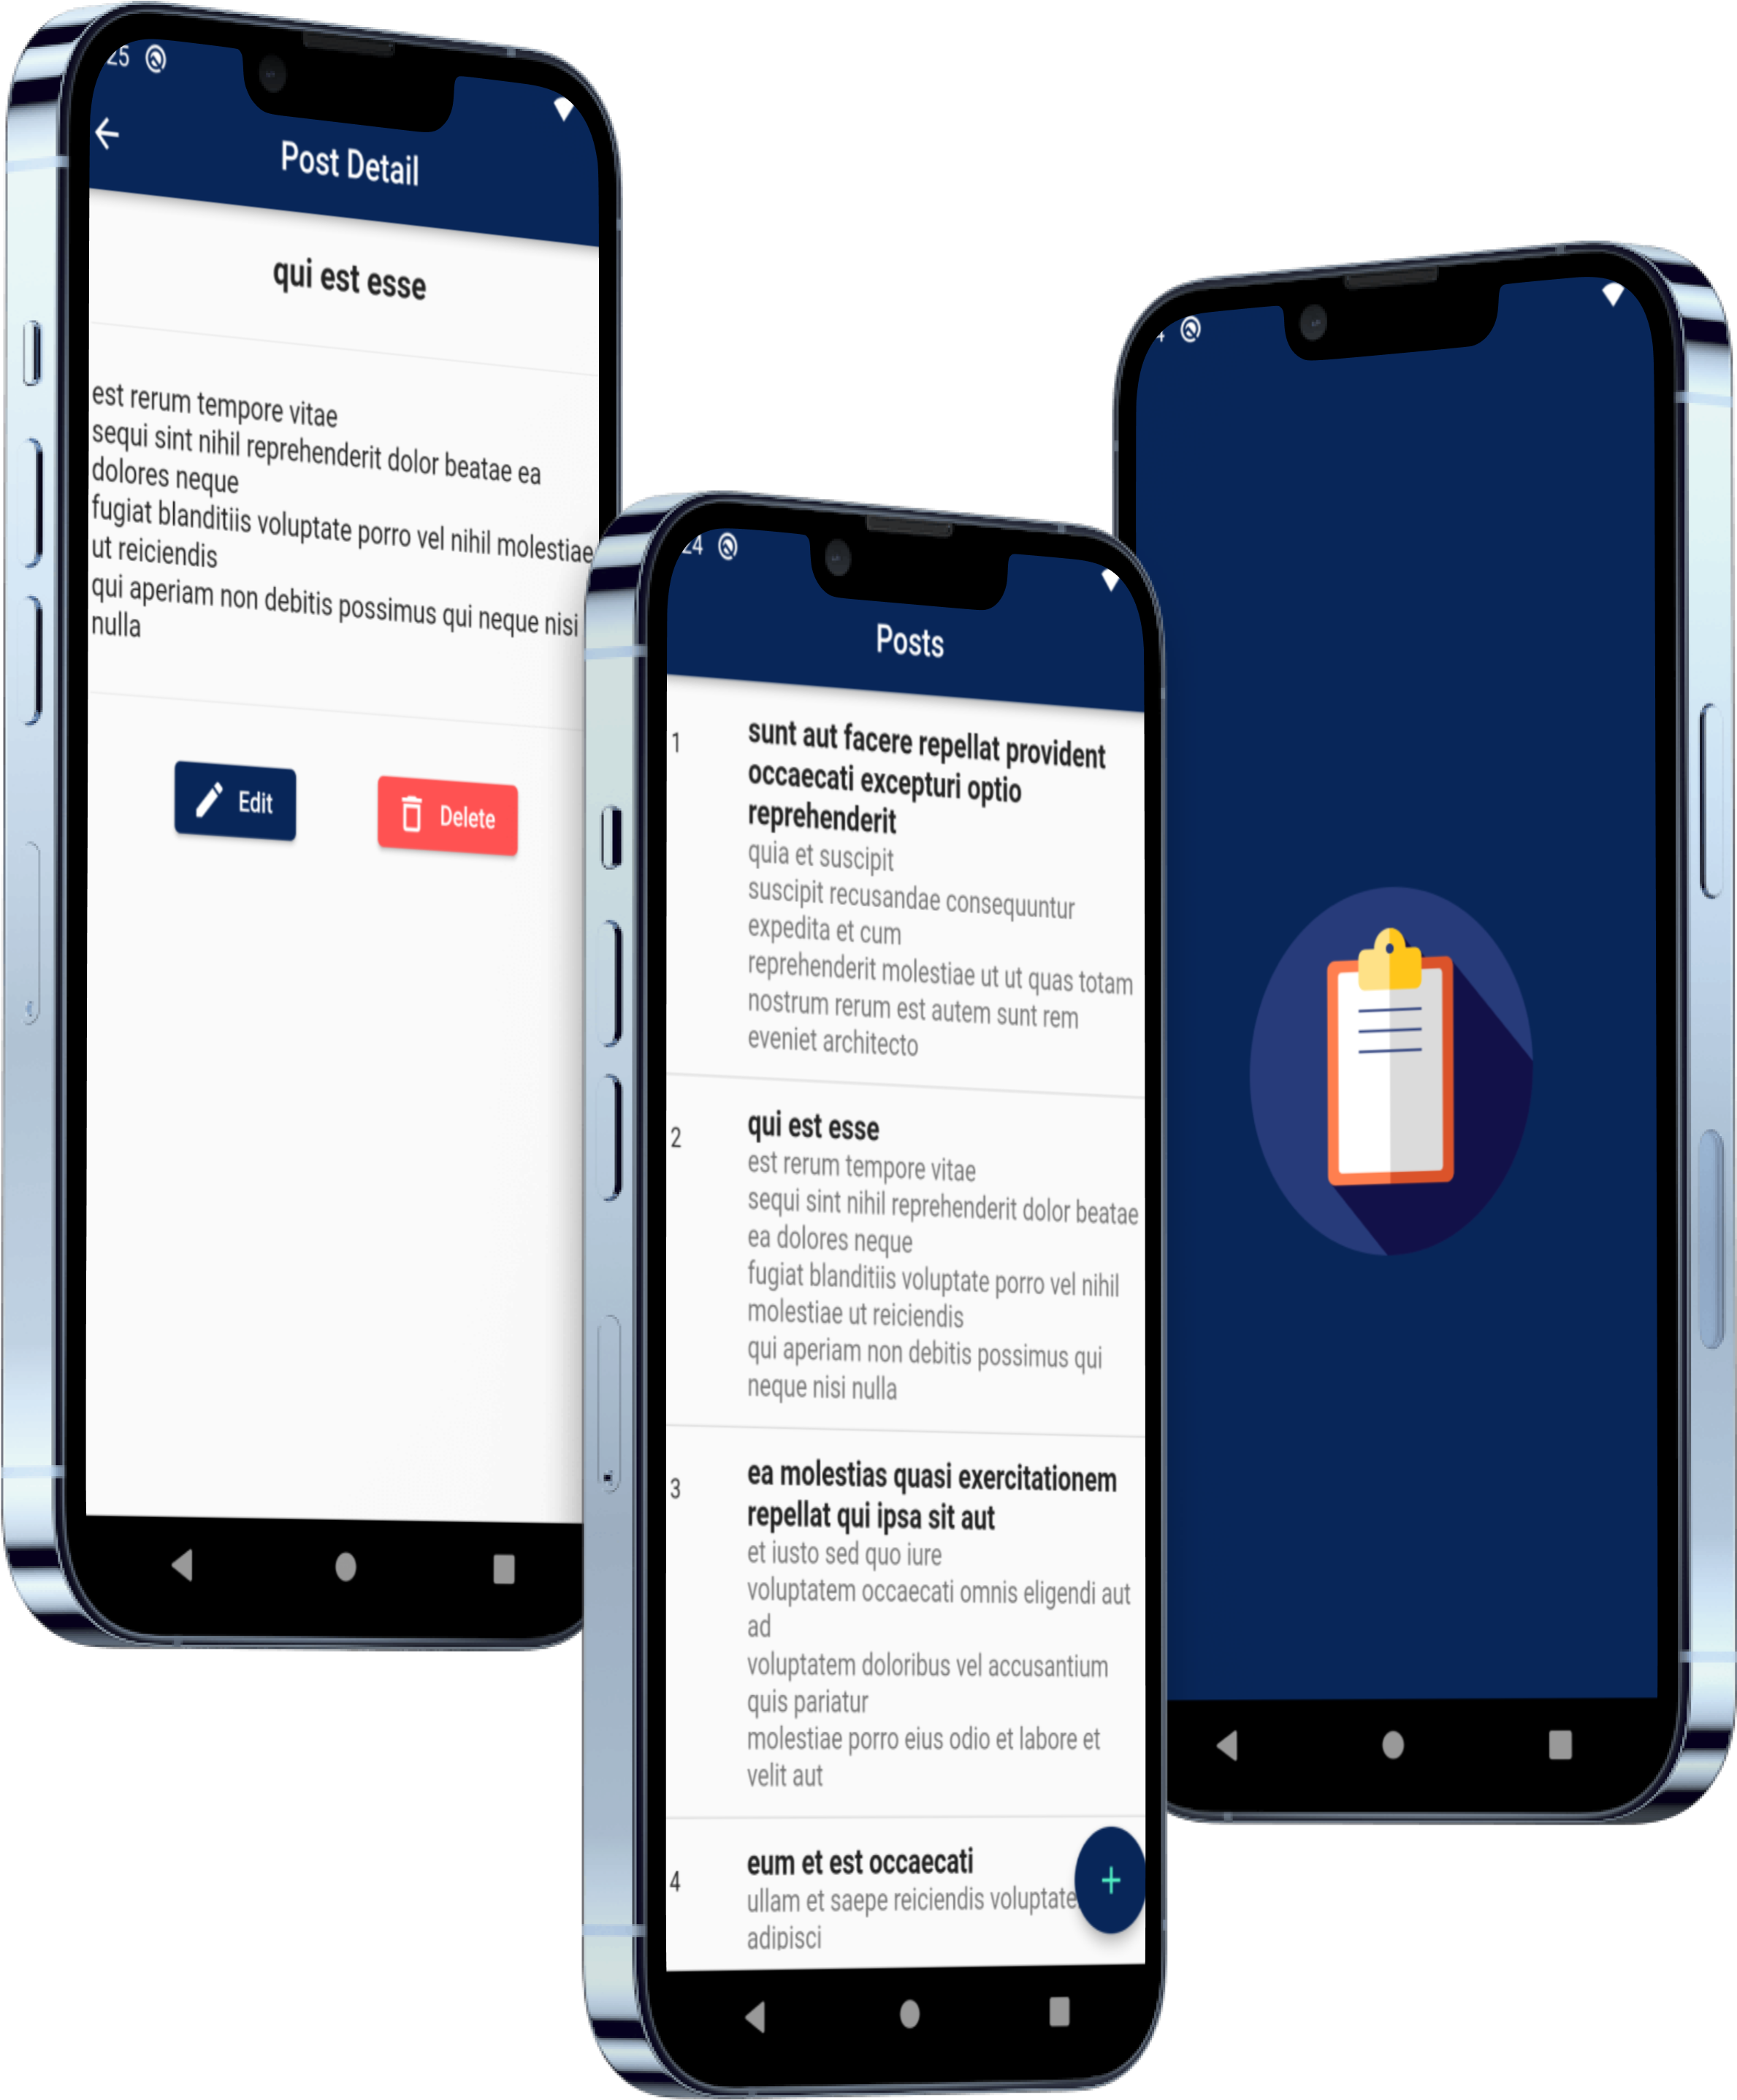 25
Post Detail
qui est esse
est rerum tempore vitae
sequi sint nihil reprehenderit dolor beatae ea
dolores neque
fugiat blanditiis voluptate porro vel nihil molestiae
ut reiciendis
qui aperiam non debitis possimus qui neque nisi
nulla
Edit
Delete
24
Posts
1
sunt aut facere repellat provident
occaecati excepturi optio
reprehenderit
quia et suscipit
suscipit recusandae consequuntur
expedita et cum
reprehenderit molestiae ut ut quas totam
nostrum rerum est autem sunt rem
eveniet architecto
2
qui est esse
est rerum tempore vitae
sequi sint nihil reprehenderit dolor beatae
ea dolores neque
fugiat blanditiis voluptate porro vel nihil
molestiae ut reiciendis
qui aperiam non debitis possimus qui
neque nisi nulla
3
ea molestias quasi exercitationem
repellat qui ipsa sit aut
et iusto sed quo iure
voluptatem occaecati omnis eligendi aut
ad
voluptatem doloribus vel accusantium
quis pariatur
molestiae porro eius odio et labore et
velit aut
4
eum et est occaecati
ullam et saepe reiciendis voluptate
adipisci
+
4